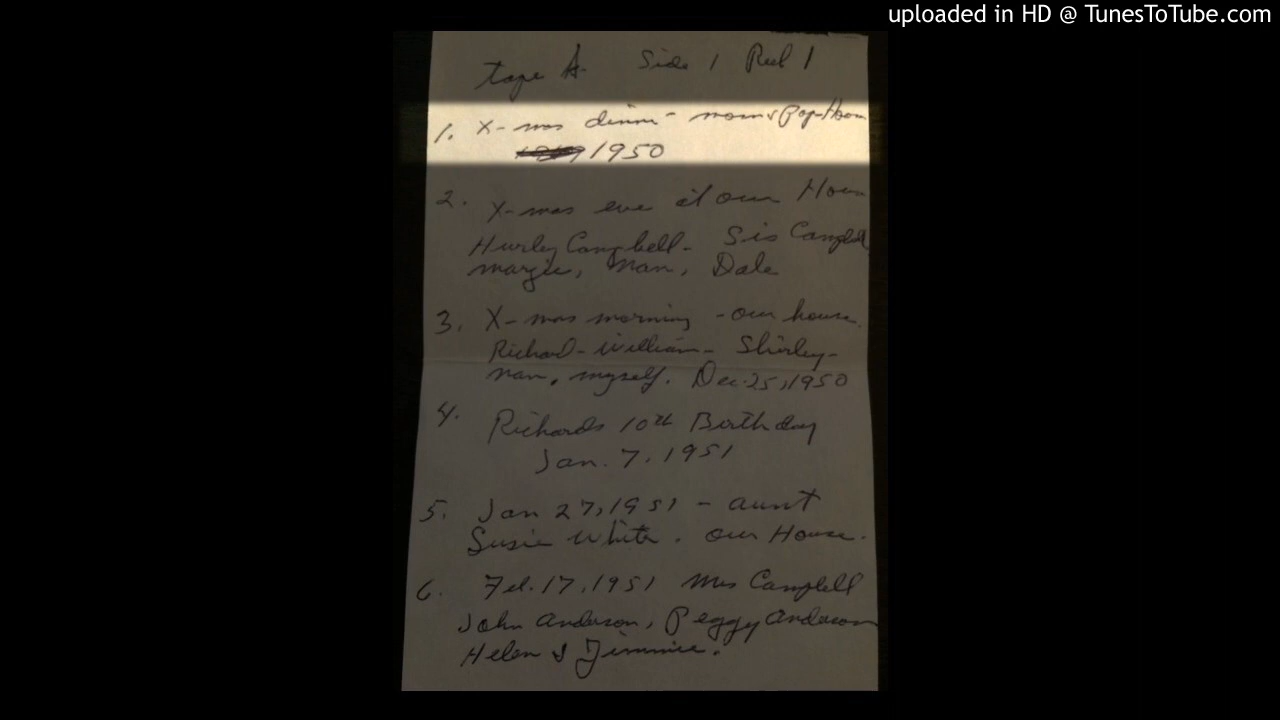 uploaded in HD @ TunesToTube.com
tape A. Side 1 Reel 1
1. X-mas dinner - mom & Pop-
1950
2. X-mas eve at our House
Hurley Campbell - Sis Campbell
margie, nan, Dale
3. X-mas morning - our house.
Richard - William - Shirley -
nan, myself. Dec. 25, 1950
4. Richards 10th Birthday
Jan. 7. 1951
5. Jan 27, 1951 - aunt
Susie White. our House.
6. Feb. 17, 1951 Mrs Campbell
John Anderson, Peggy Anderson
Helen & Jimmie.